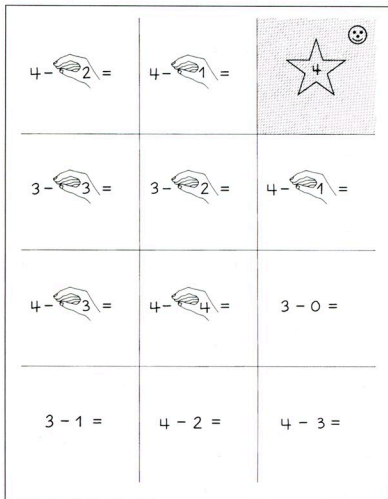 4 - 2 = 4 - 1 = 4
3 - 3 = 3 - 2 = 4 - 1 =
4 - 3 = 4 - 4 = 3 - 0 =
3 - 1 = 4 - 2 = 4 - 3 =